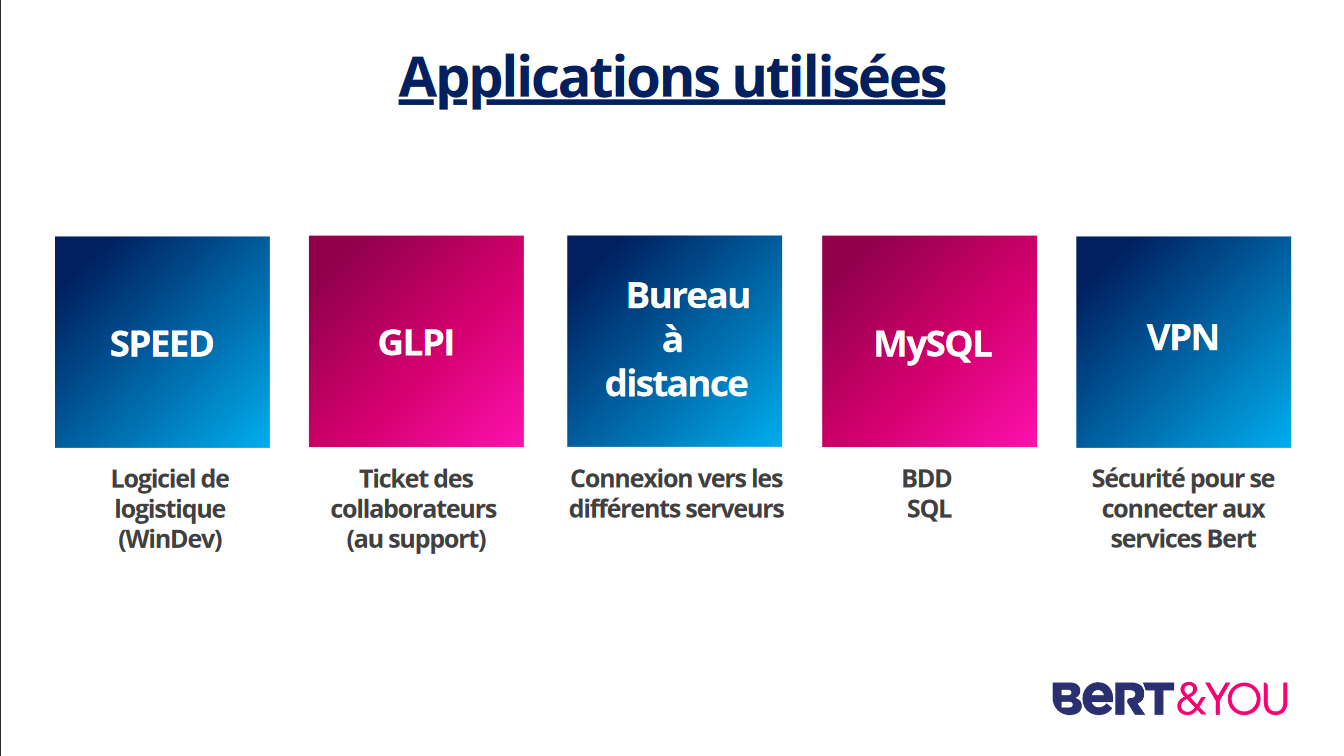 Applications utilisées
SPEED
Logiciel de
logistique
(WinDev)
GLPI
Ticket des
collaborateurs
(au support)
Bureau
à
distance
Connexion vers les
différents serveurs
MySQL
BDD
SQL
VPN
Sécurité pour se
connecter aux
services Bert
BeRT&YOU